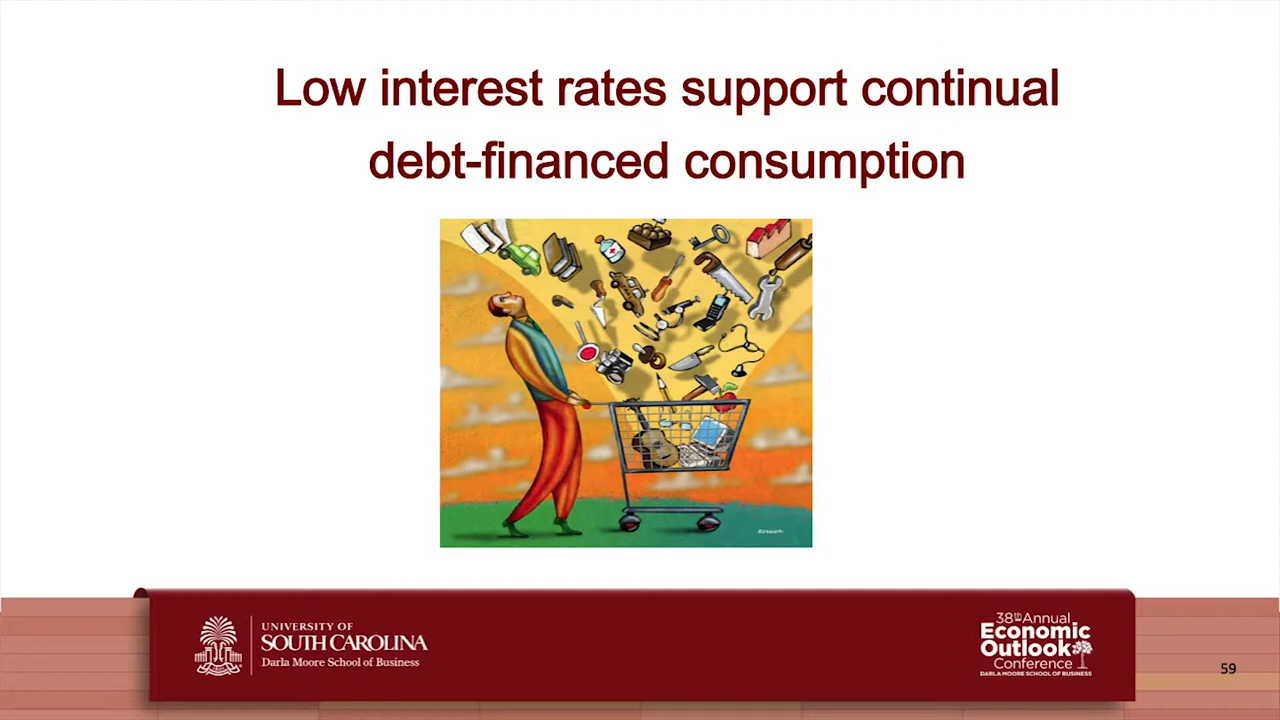 Low interest rates support continual
debt-financed consumption
UNIVERSITY OF
SOUTH CAROLINA
Darla Moore School of Business
38th Annual
Economic
Outlook
Conference
DARLA MOORE SCHOOL OF BUSINESS
59